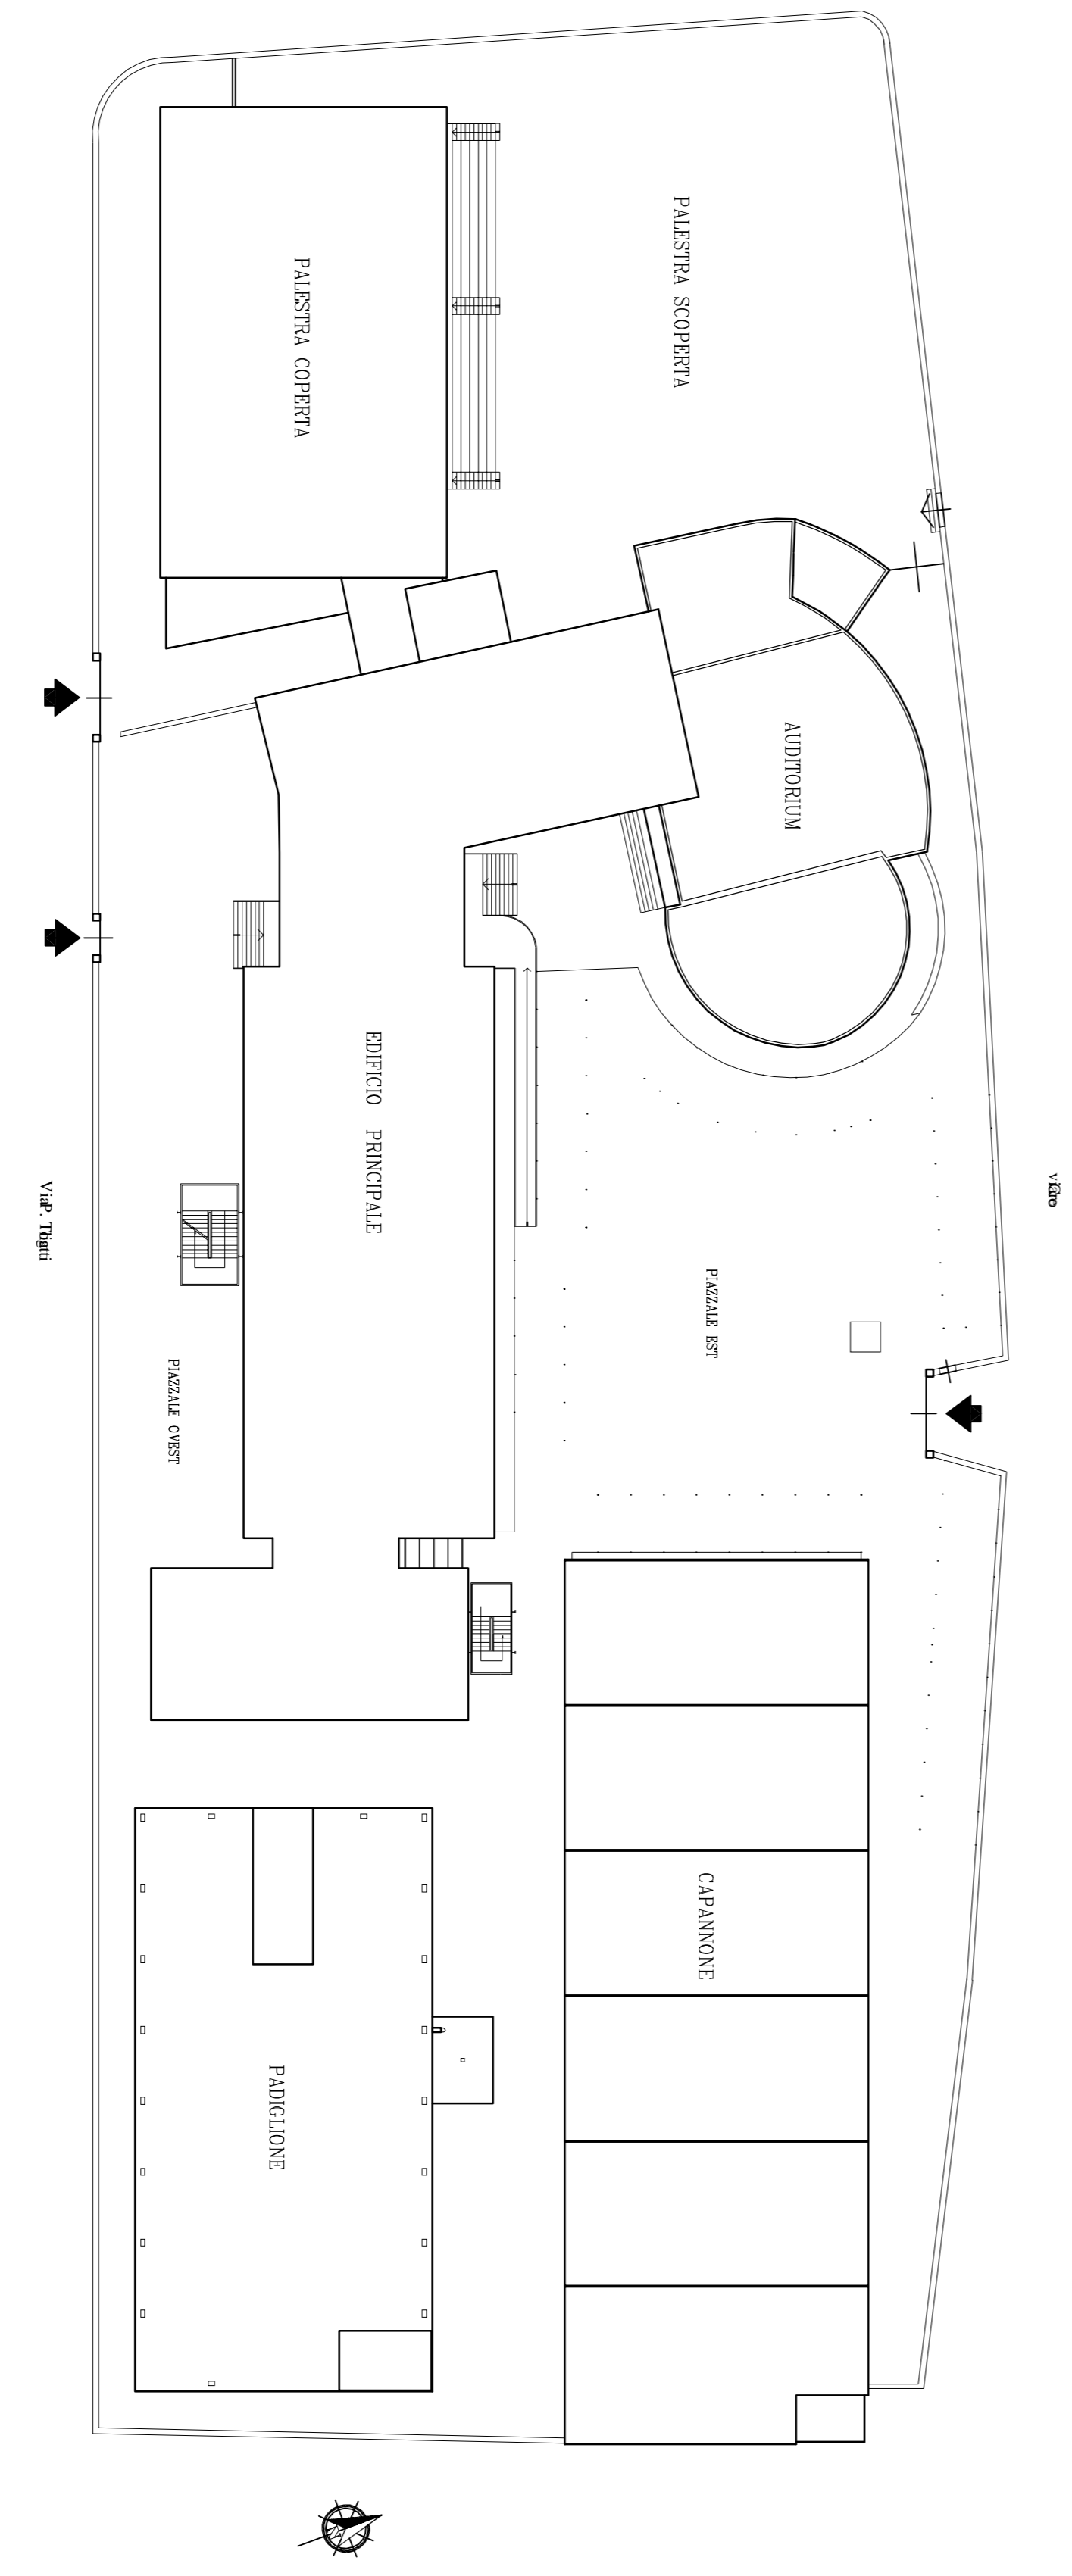 PALESTRA SCOPERTA
PALESTRA COPERTA
AUDITORIUM
EDIFICIO PRINCIPALE
PIAZZALE EST
PIAZZALE OVEST
CAPANNONE
PADIGLIONE